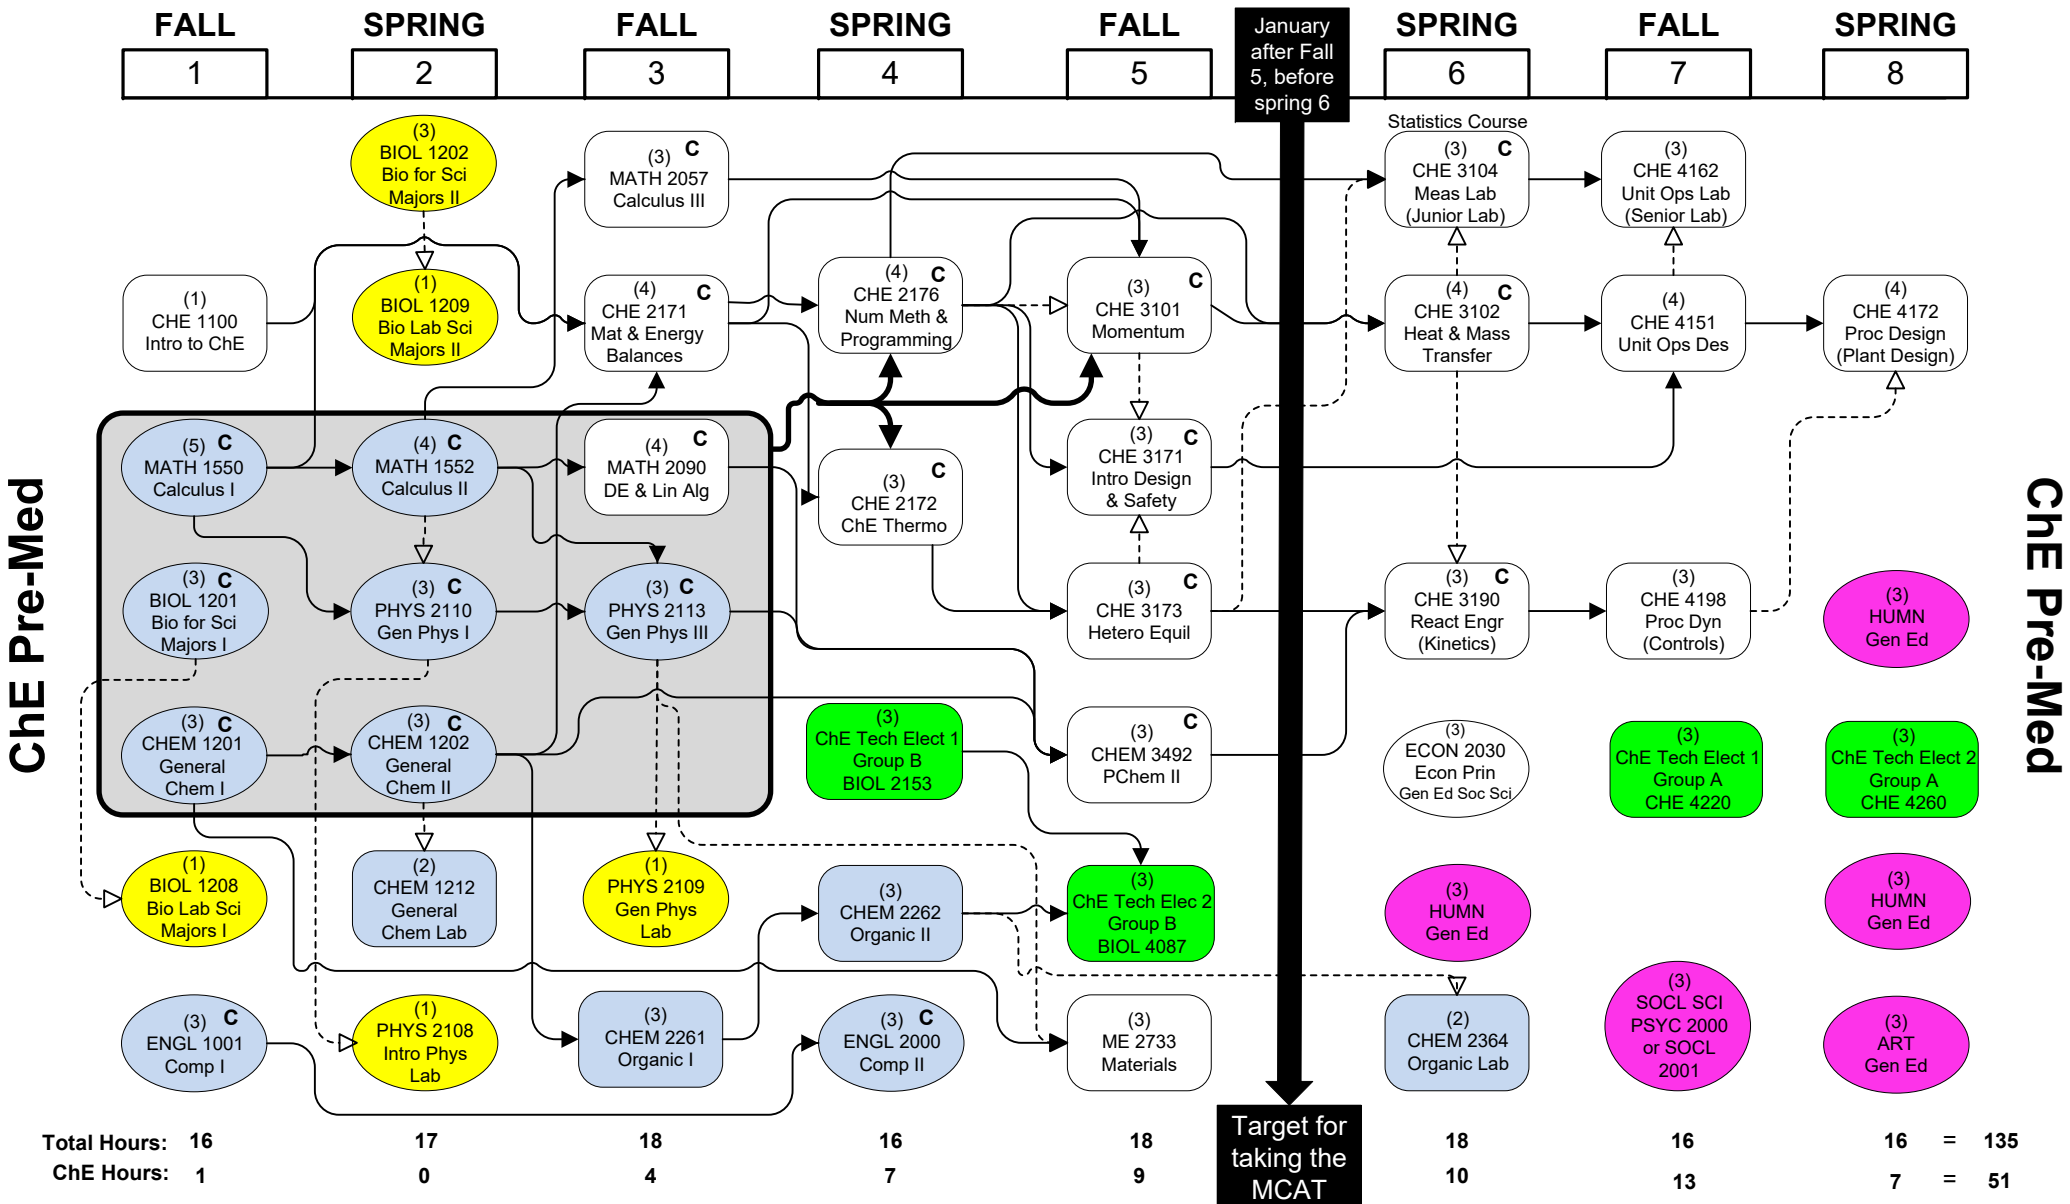 FALL
SPRING
FALL
SPRING
FALL
January
after Fall
5, before
spring 6
SPRING
FALL
SPRING
1
2
3
4
5
6
7
8
ChE Pre-Med
(1)
CHE 1100
Intro to ChE
(5) C
MATH 1550
Calculus I
(3) C
BIOL 1201
Bio for Sci
Majors I
(3) C
CHEM 1201
General
Chem I
(1)
BIOL 1208
Bio Lab Sci
Majors I
(3) C
ENGL 1001
Comp I
(3)
BIOL 1202
Bio for Sci
Majors II
(1)
BIOL 1209
Bio Lab Sci
Majors II
(4) C
MATH 1552
Calculus II
(3) C
PHYS 2110
Gen Phys I
(3) C
CHEM 1202
General
Chem II
(2)
CHEM 1212
General
Chem Lab
(1)
PHYS 2108
Intro Phys
Lab
(3) C
MATH 2057
Calculus III
(4) C
CHE 2171
Mat & Energy
Balances
(4) C
MATH 2090
DE & Lin Alg
(3) C
PHYS 2113
Gen Phys III
(1)
PHYS 2109
Gen Phys
Lab
(3)
CHEM 2261
Organic I
(4) C
CHE 2176
Num Meth &
Programming
C
(3)
CHE 2172
ChE Thermo
(3)
ChE Tech Elect 1
Group B
BIOL 2153
(3)
CHEM 2262
Organic II
(3) C
ENGL 2000
Comp II
(3) C
CHE 3101
Momentum
(3) C
CHE 3171
Intro Design
& Safety
(3) C
CHE 3173
Hetero Equil
(3) C
CHEM 3492
PChem II
(3)
ChE Tech Elec 2
Group B
BIOL 4087
(3)
ME 2733
Materials
Target for
taking the
MCAT
Statistics Course
(3) C
CHE 3104
Meas Lab
(Junior Lab)
(4) C
CHE 3102
Heat & Mass
Transfer
(3) C
CHE 3190
React Engr
(Kinetics)
(3)
ECON 2030
Econ Prin
Gen Ed Soc Sci
(3)
HUMN
Gen Ed
(2)
CHEM 2364
Organic Lab
(3)
CHE 4162
Unit Ops Lab
(Senior Lab)
(4)
CHE 4151
Unit Ops Des
(3)
CHE 4198
Proc Dyn
(Controls)
(3)
ChE Tech Elect 1
Group A
CHE 4220
(3)
SOCL SCI
PSYC 2000
or SOCL
2001
(4)
CHE 4172
Proc Design
(Plant Design)
(3)
HUMN
Gen Ed
(3)
ChE Tech Elect 2
Group A
CHE 4260
(3)
HUMN
Gen Ed
(3)
ART
Gen Ed
ChE Pre-Med
Total Hours: 16 17 18 16 18 18 16 16 = 135
ChE Hours: 1 0 4 7 9 10 13 7 = 51